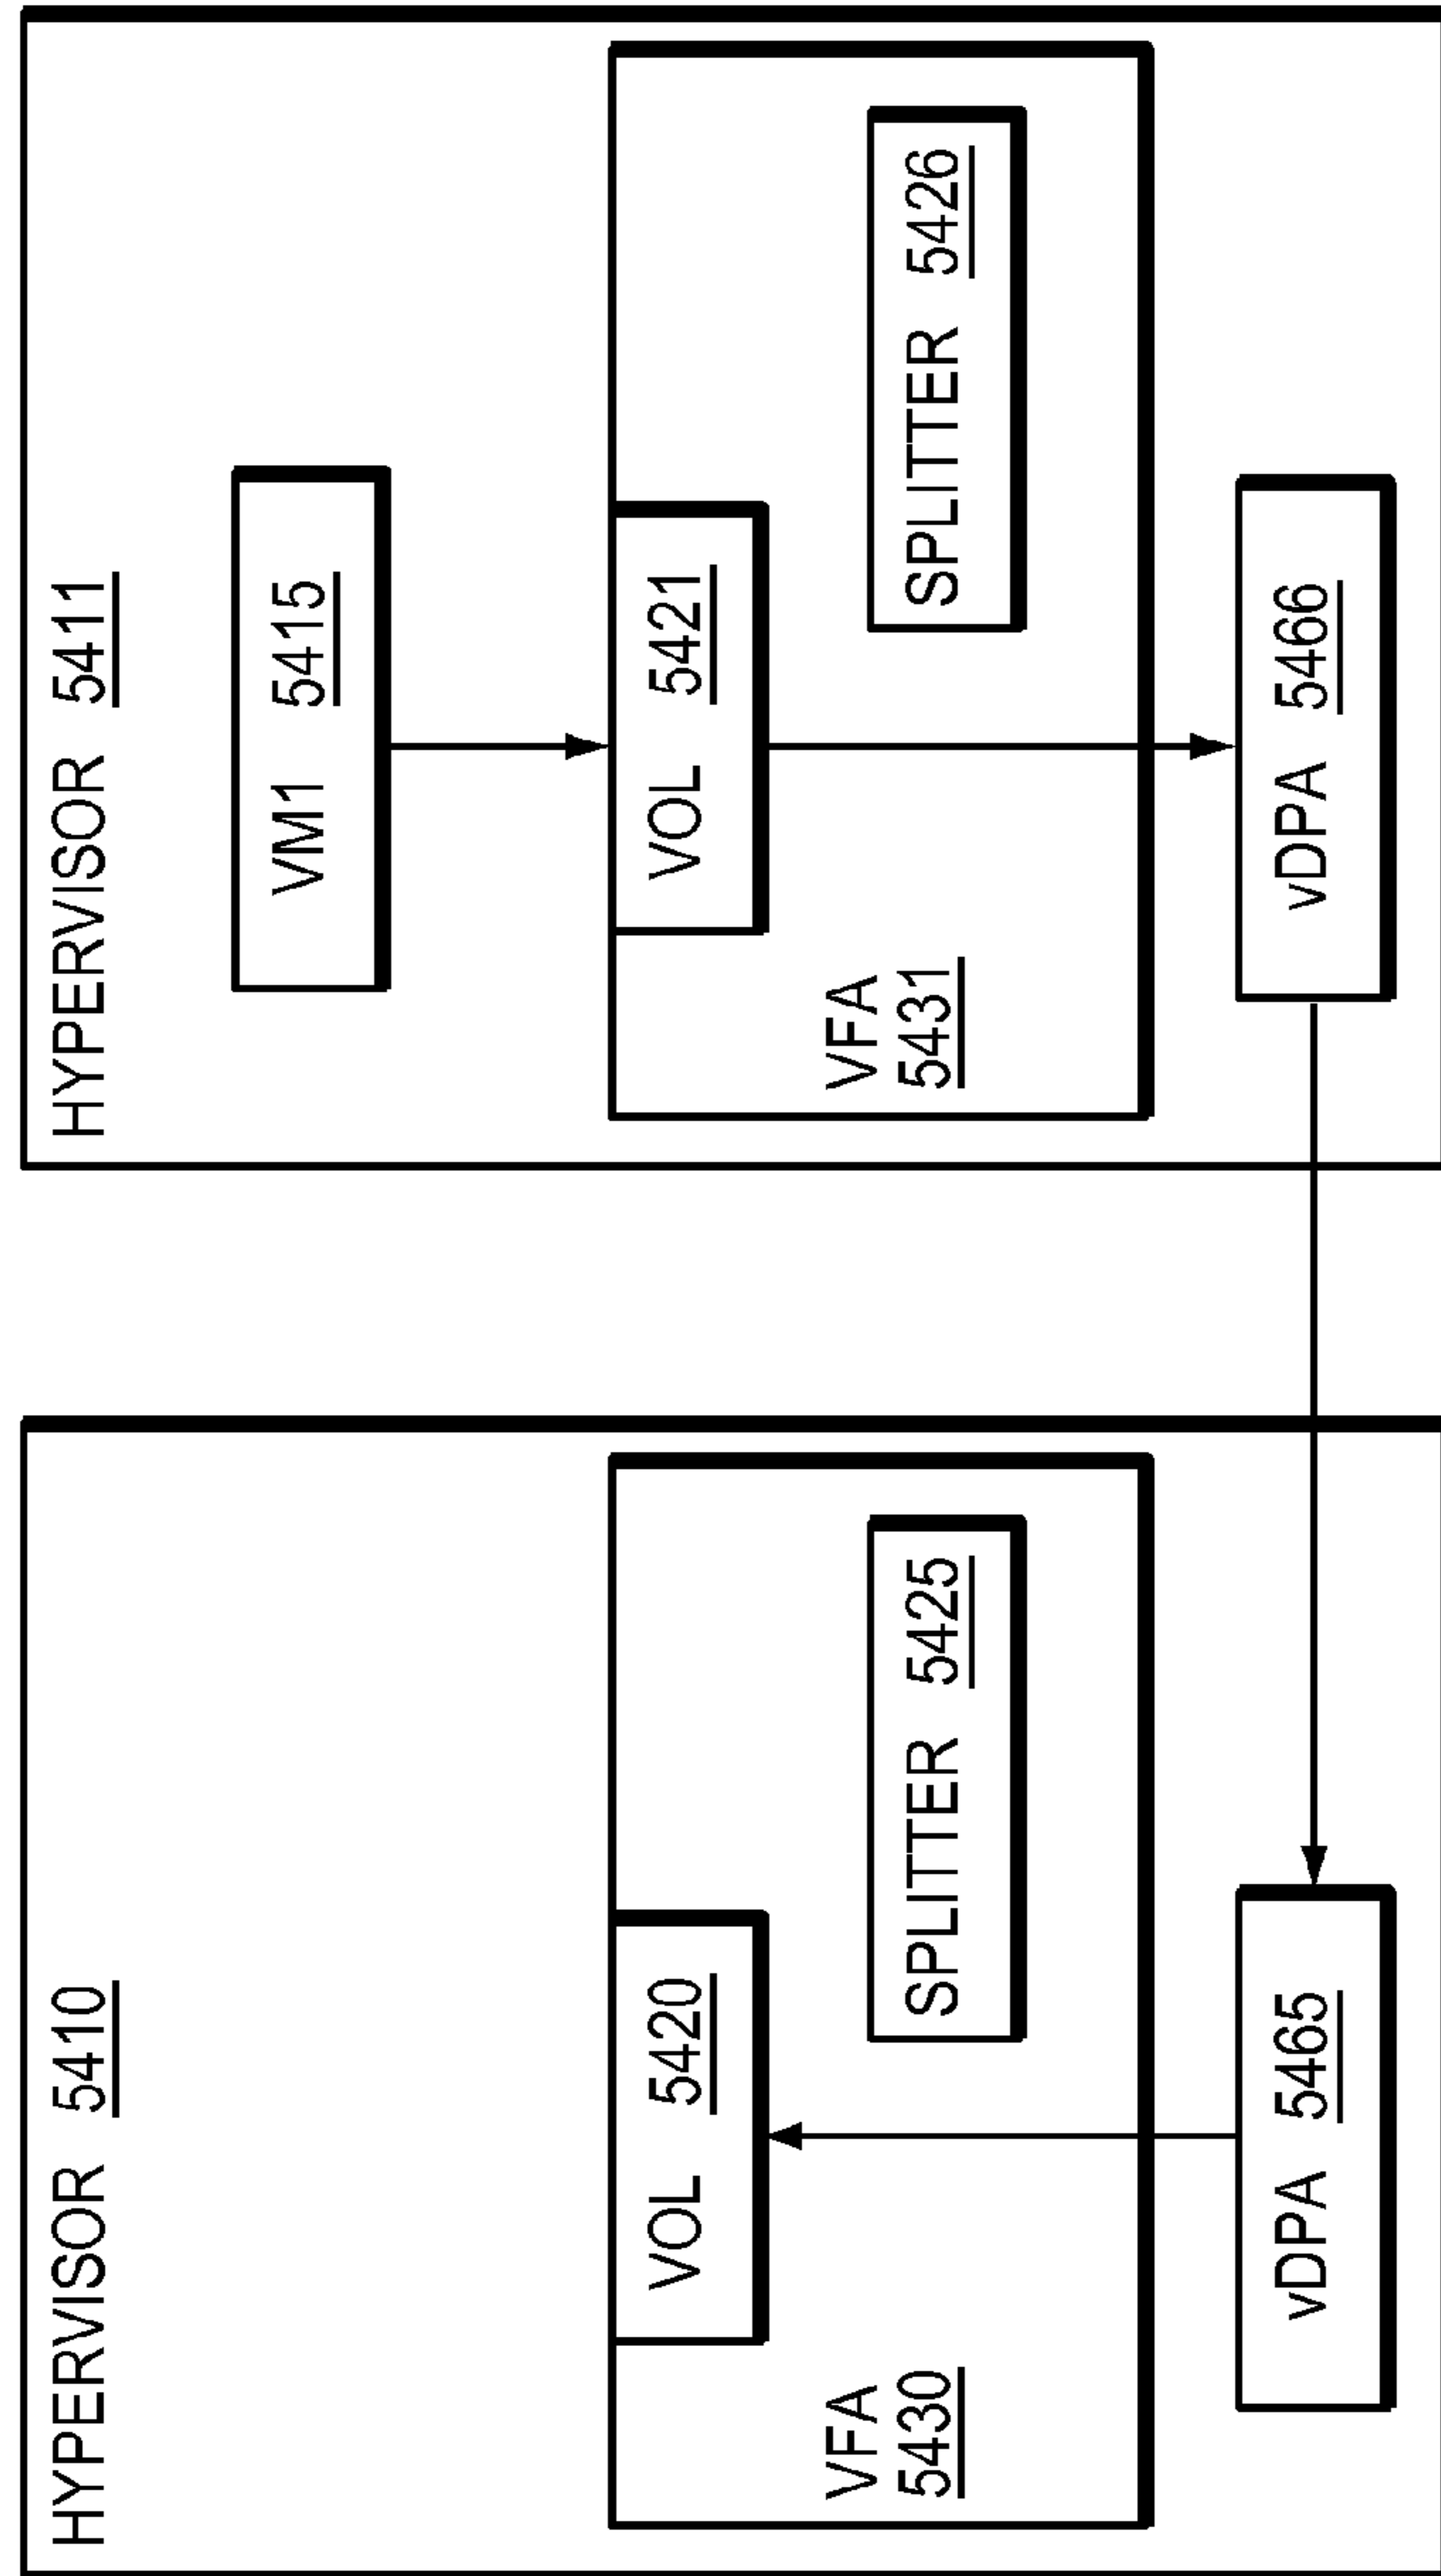 HYPERVISOR 5410
VOL 5420
VFA
5430
SPLITTER 5425
vDPA 5465
HYPERVISOR 5411
VM1 5415
VOL 5421
VFA
5431
SPLITTER 5426
vDPA 5466